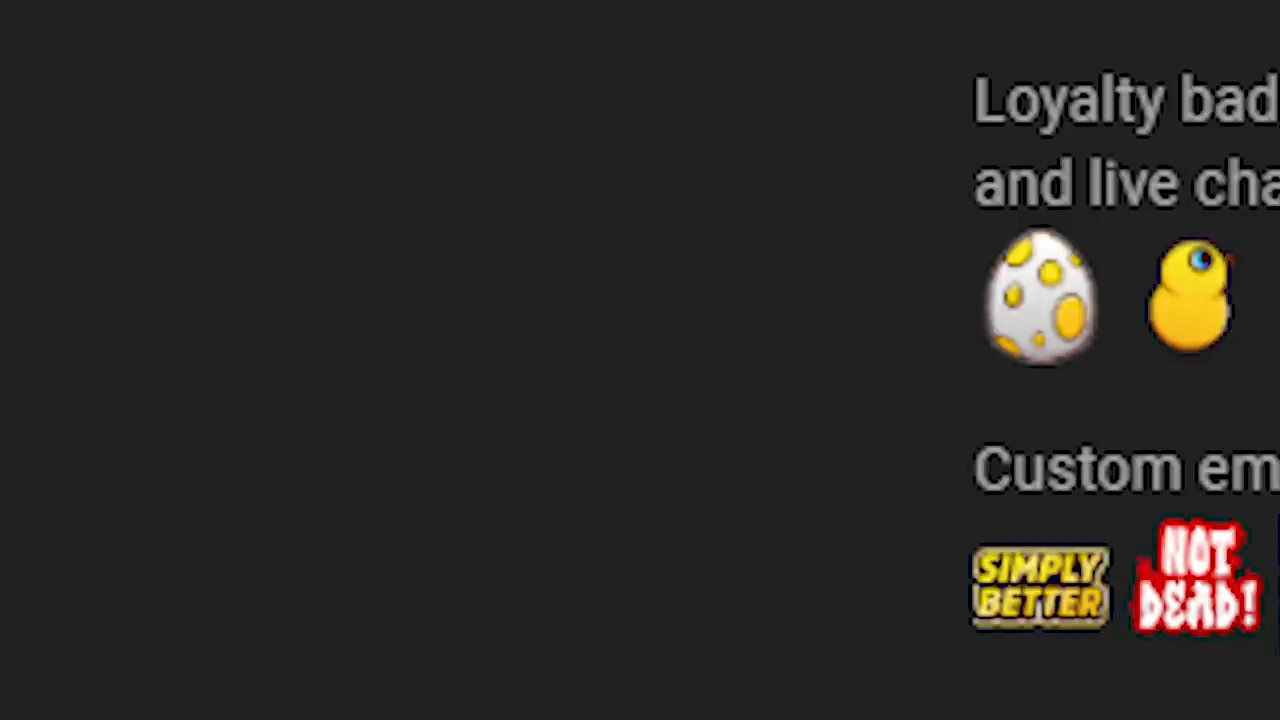 Loyalty bad
and live cha
Custom em
SIMPLY
BETTER
NOT
DEAD!